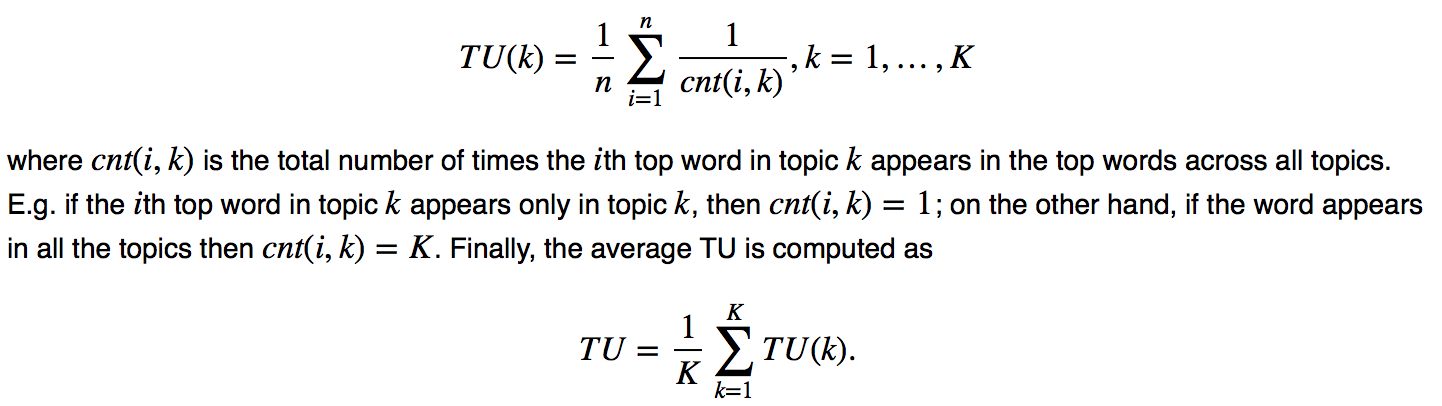 TU(k) = \frac{1}{n} \sum_{i=1}^{n} \frac{1}{cnt(i, k)}, k = 1, … , K
where cnt(i, k) is the total number of times the ith top word in topic k appears in the top words across all topics.
E.g. if the ith top word in topic k appears only in topic k, then cnt(i, k) = 1; on the other hand, if the word appears
in all the topics then cnt(i, k) = K. Finally, the average TU is computed as
TU = \frac{1}{K} \sum_{k=1}^{K} TU(k).